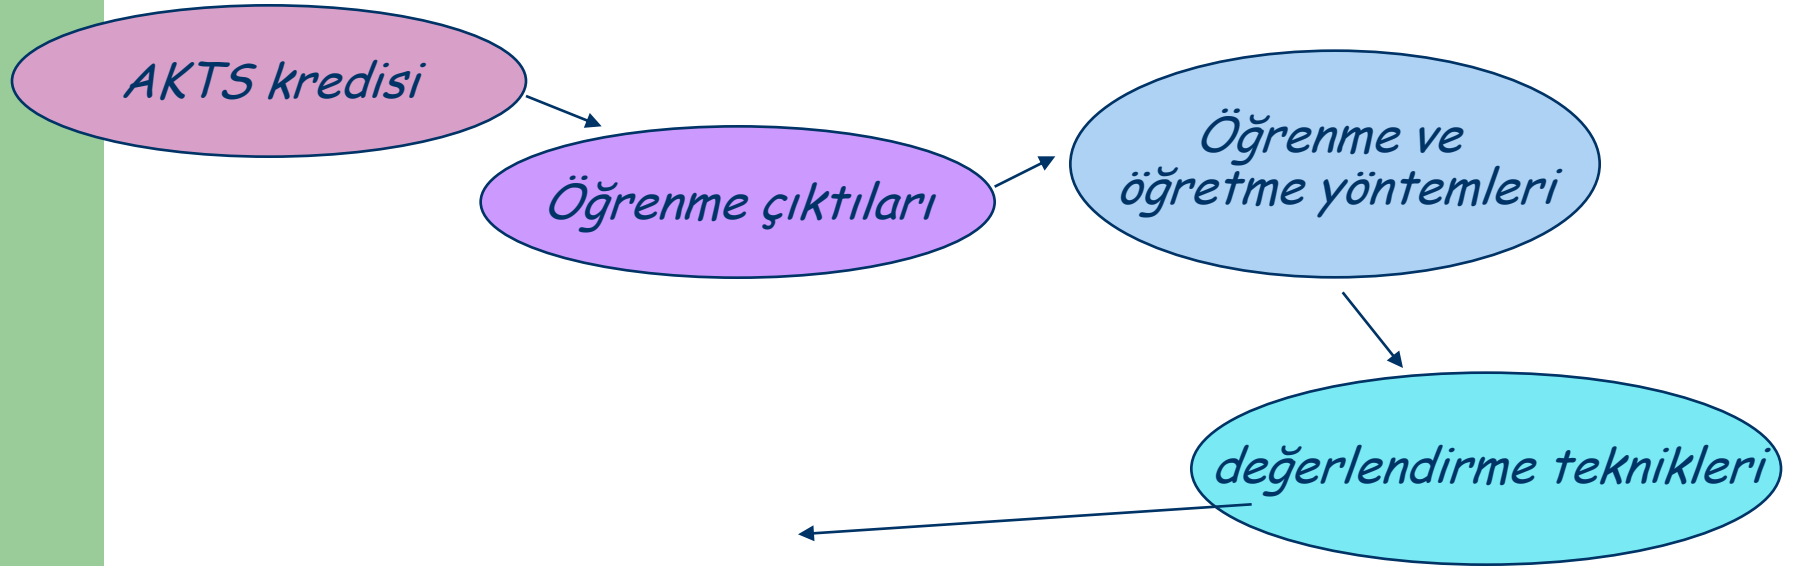 AKTS kredisi
Öğrenme çıktıları
Öğrenme ve
öğretme yöntemleri
değerlendirme teknikleri